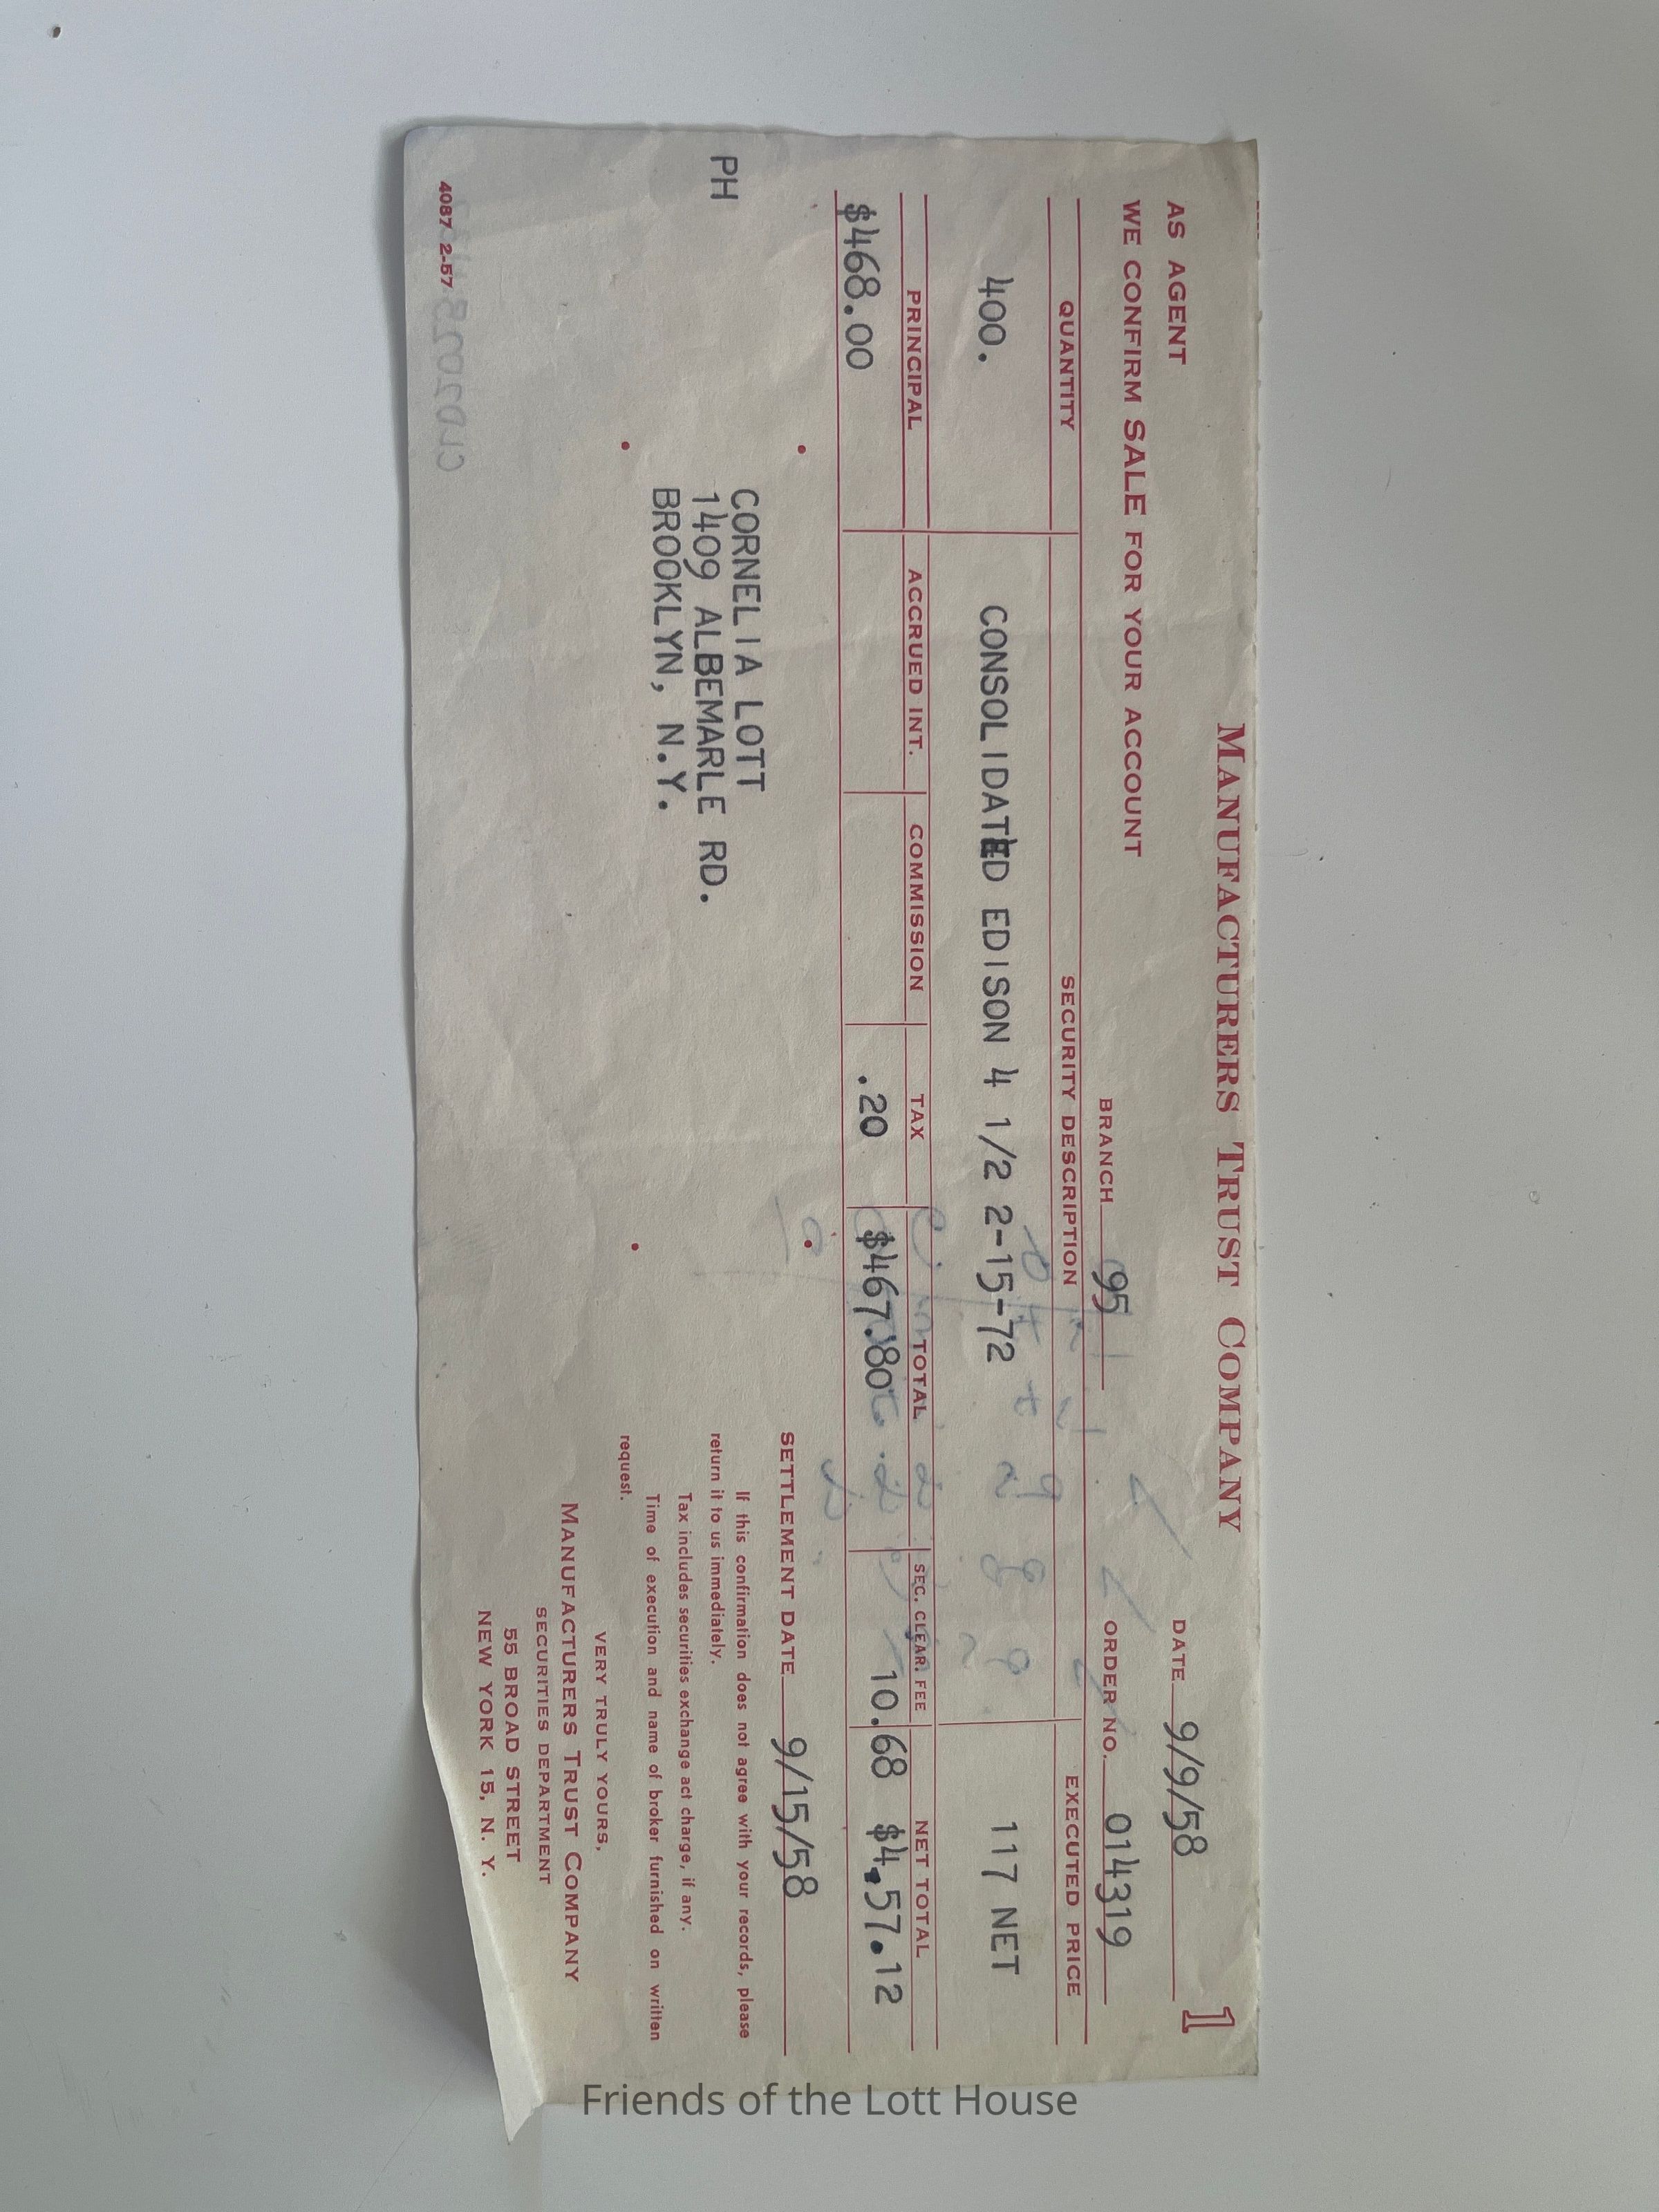 MANUFACTURERS TRUST COMPANY
1
AS AGENT
DATE 9/9/58
WE CONFIRM SALE FOR YOUR ACCOUNT
BRANCH 95
ORDER NO. 014319
QUANTITY SECURITY DESCRIPTION EXECUTED PRICE
400. CONSOLIDATED EDISON 4 1/2 2-15-72 117 NET
PRINCIPAL ACCRUED INT. COMMISSION TAX TOTAL SEC. CLEAR. FEE NET TOTAL
$468.00 .20 $467.80 10.68 $4.57.12
SETTLEMENT DATE 9/15/58
PH
CORNELIA LOTT
1409 ALBEMARLE RD.
BROOKLYN, N.Y.
If this confirmation does not agree with your records, please
return it to us immediately.
Tax includes securities exchange act charge, if any.
Time of execution and name of broker furnished on written
request.
VERY TRULY YOURS,
MANUFACTURERS TRUST COMPANY
SECURITIES DEPARTMENT
55 BROAD STREET
NEW YORK 15, N. Y.
4087 2-57
Friends of the Lott House